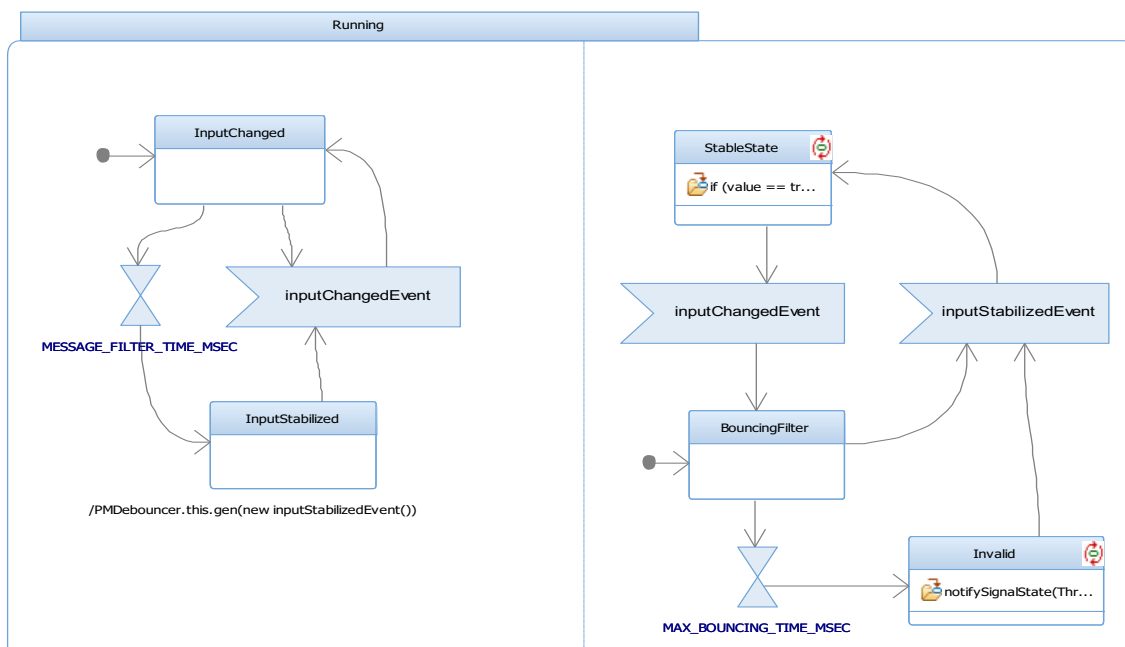 Running
InputChanged
inputChangedEvent
MESSAGE_FILTER_TIME_MSEC
InputStabilized
/PMDebouncer.this.gen(new inputStabilizedEvent())
StableState
if (value == tr...
inputChangedEvent
inputStabilizedEvent
BouncingFilter
Invalid
notifySignalState(Thr...
MAX_BOUNCING_TIME_MSEC